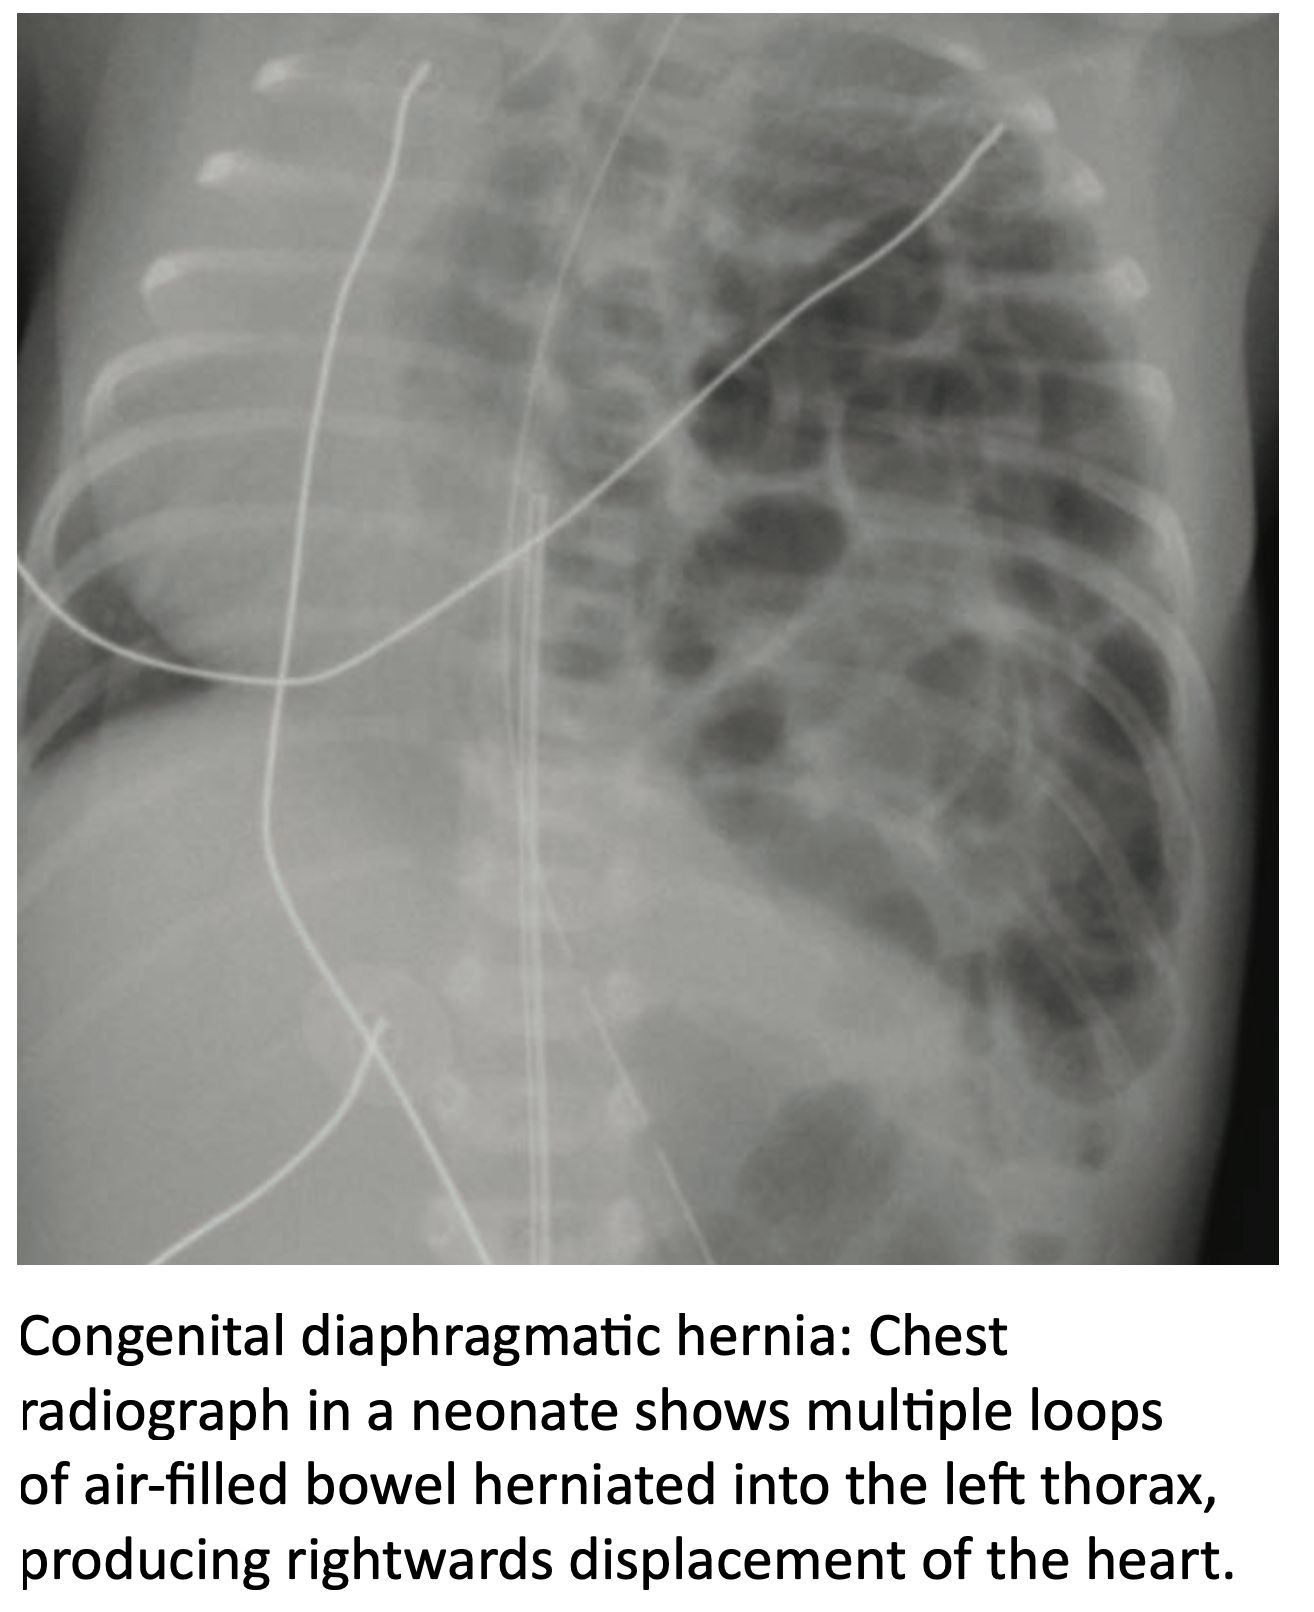 Congenital diaphragmatic hernia: Chest
radiograph in a neonate shows multiple loops
of air-filled bowel herniated into the left thorax,
producing rightwards displacement of the heart.